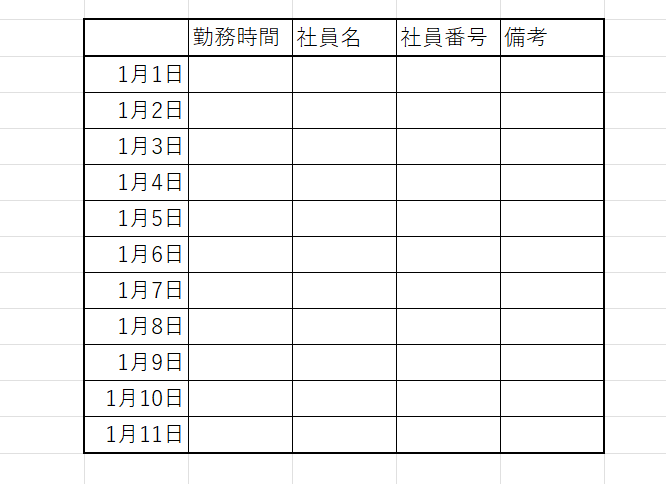 勤務時間 社員名 社員番号 備考
1月1日
1月2日
1月3日
1月4日
1月5日
1月6日
1月7日
1月8日
1月9日
1月10日
1月11日